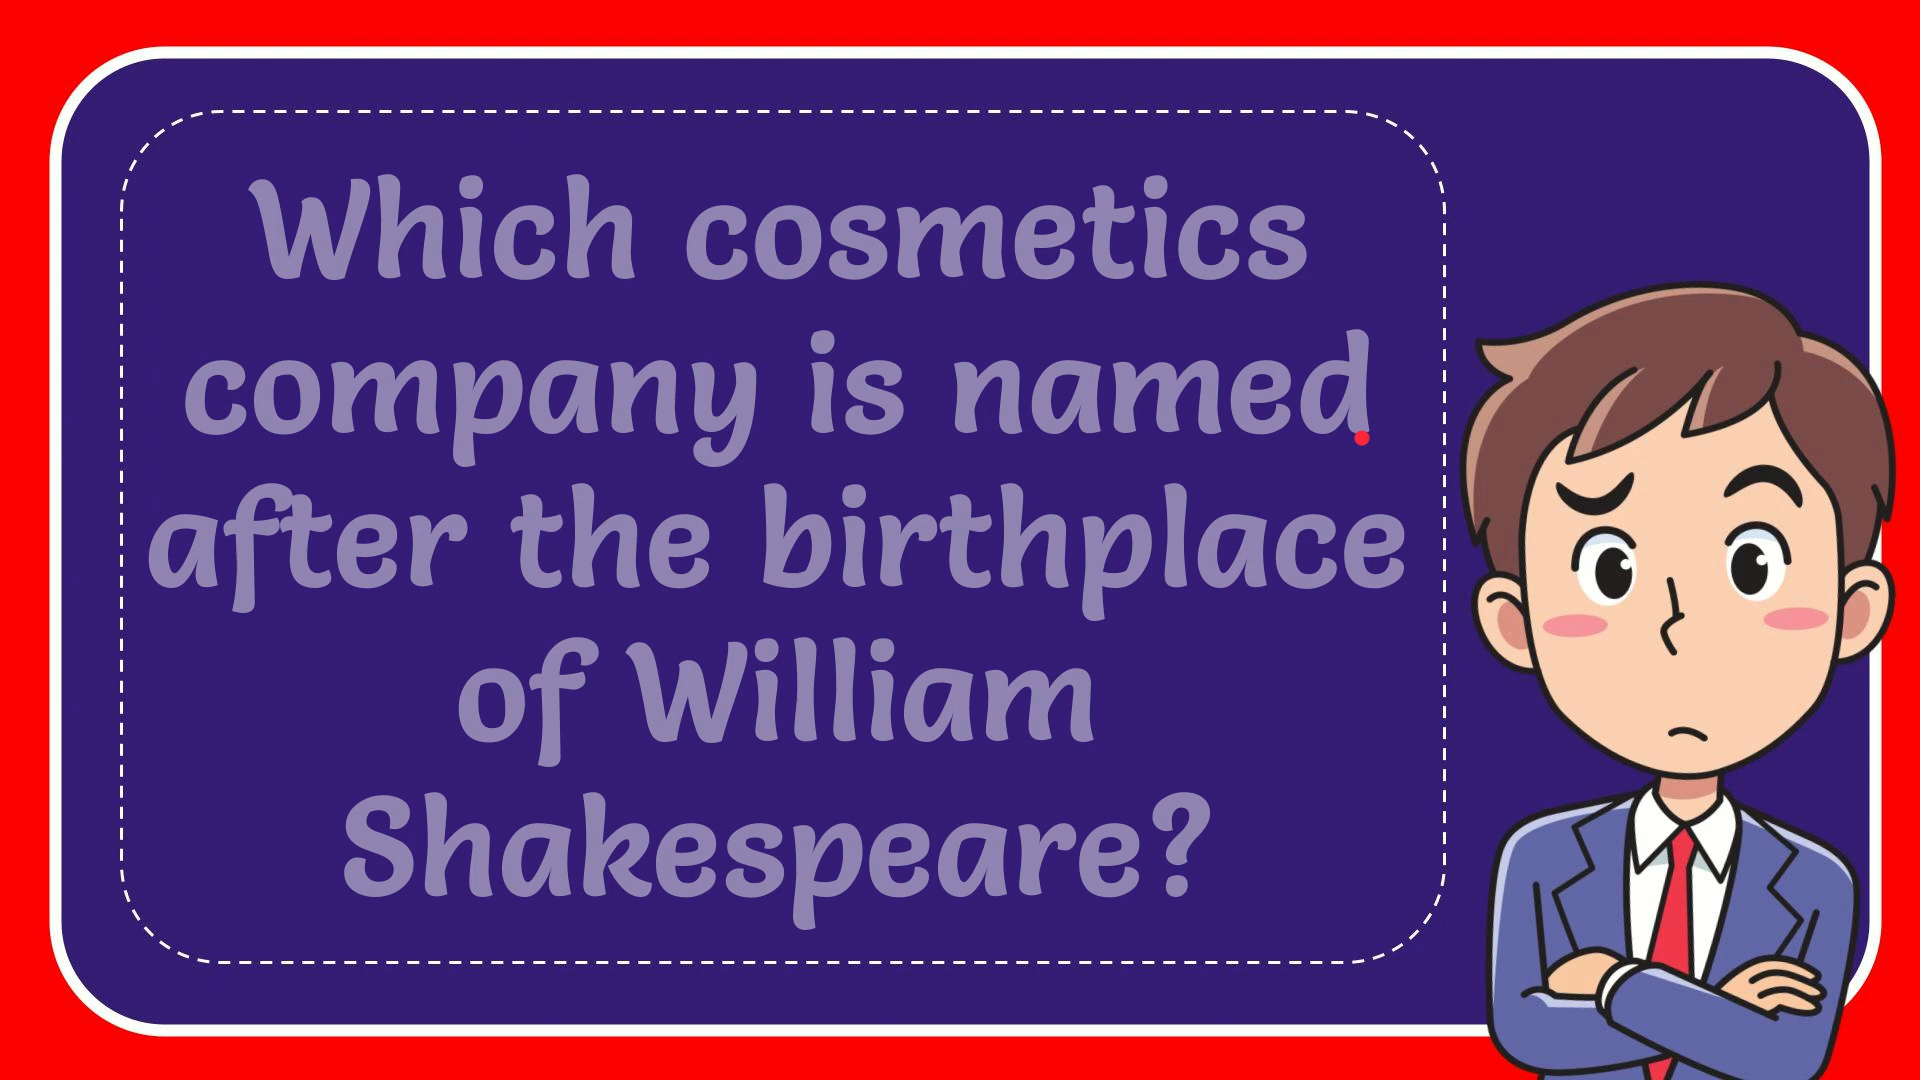 Which cosmetics
company is named
after the birthplace
of William
Shakespeare?